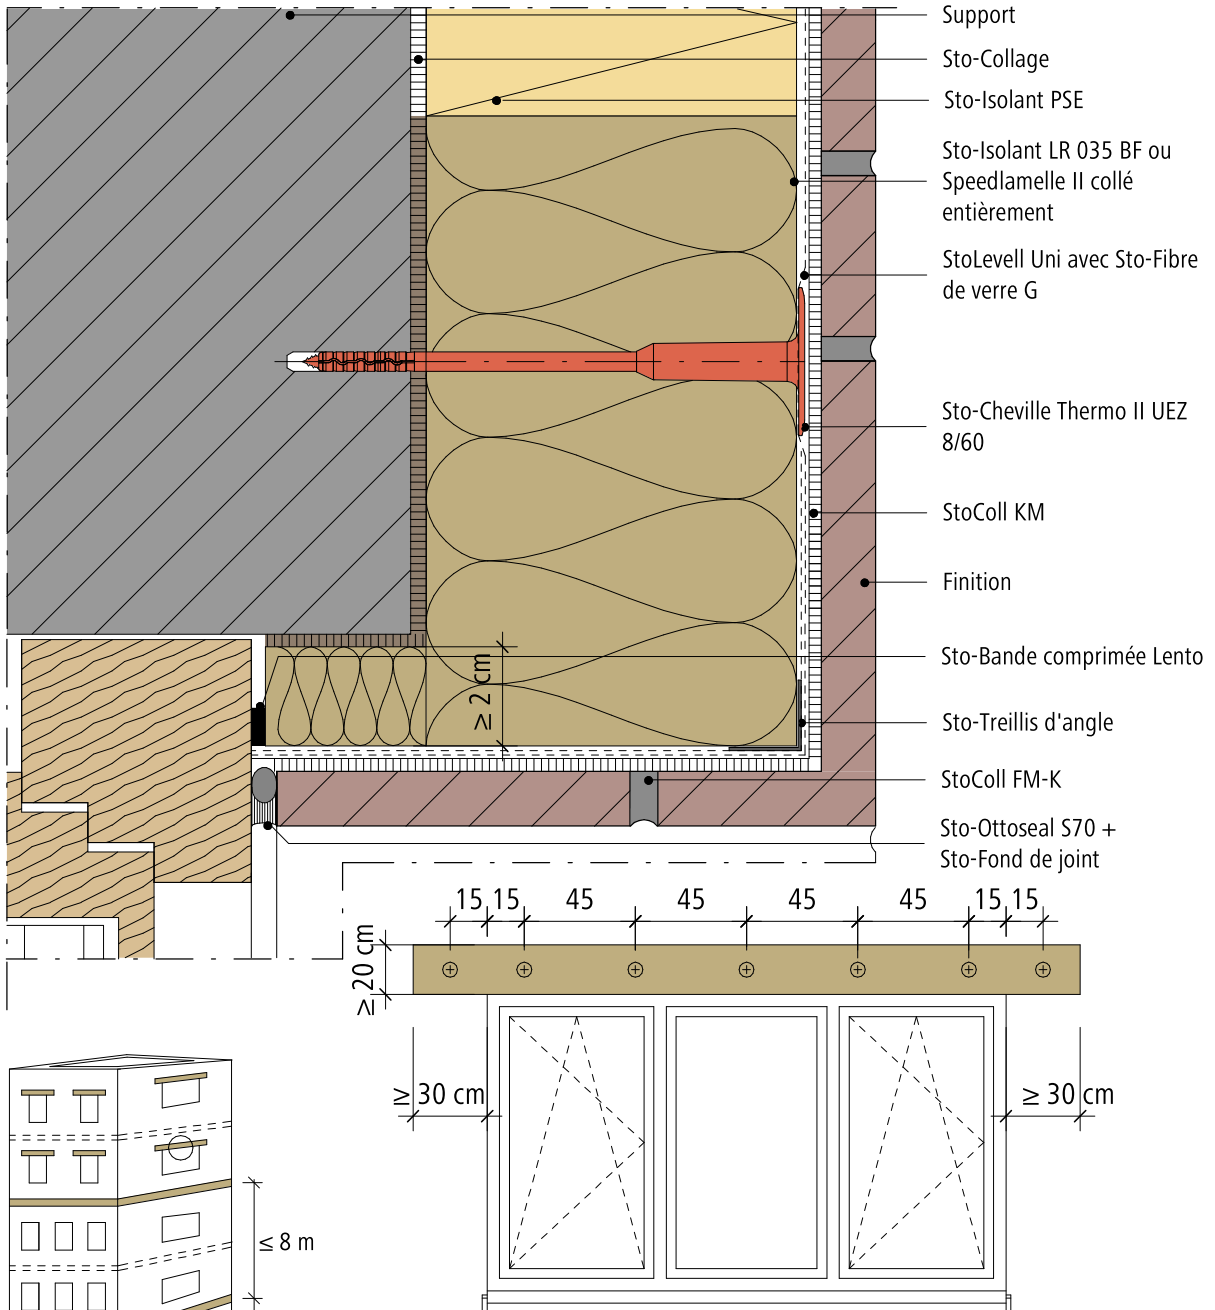 Support
Sto-Collage
Sto-Isolant PSE
Sto-Isolant LR 035 BF ou
Speedlamelle II collé
entièrement
StoLevell Uni avec Sto-Fibre
de verre G
Sto-Cheville Thermo II UEZ
8/60
StoColl KM
Finition
Sto-Bande comprimée Lento
≥ 2 cm
Sto-Treillis d'angle
StoColl FM-K
Sto-Ottoseal S70 +
Sto-Fond de joint
15 15 45 45 45 45 15 15
≥ 20 cm
≥ 30 cm
≥ 30 cm
≤ 8 m